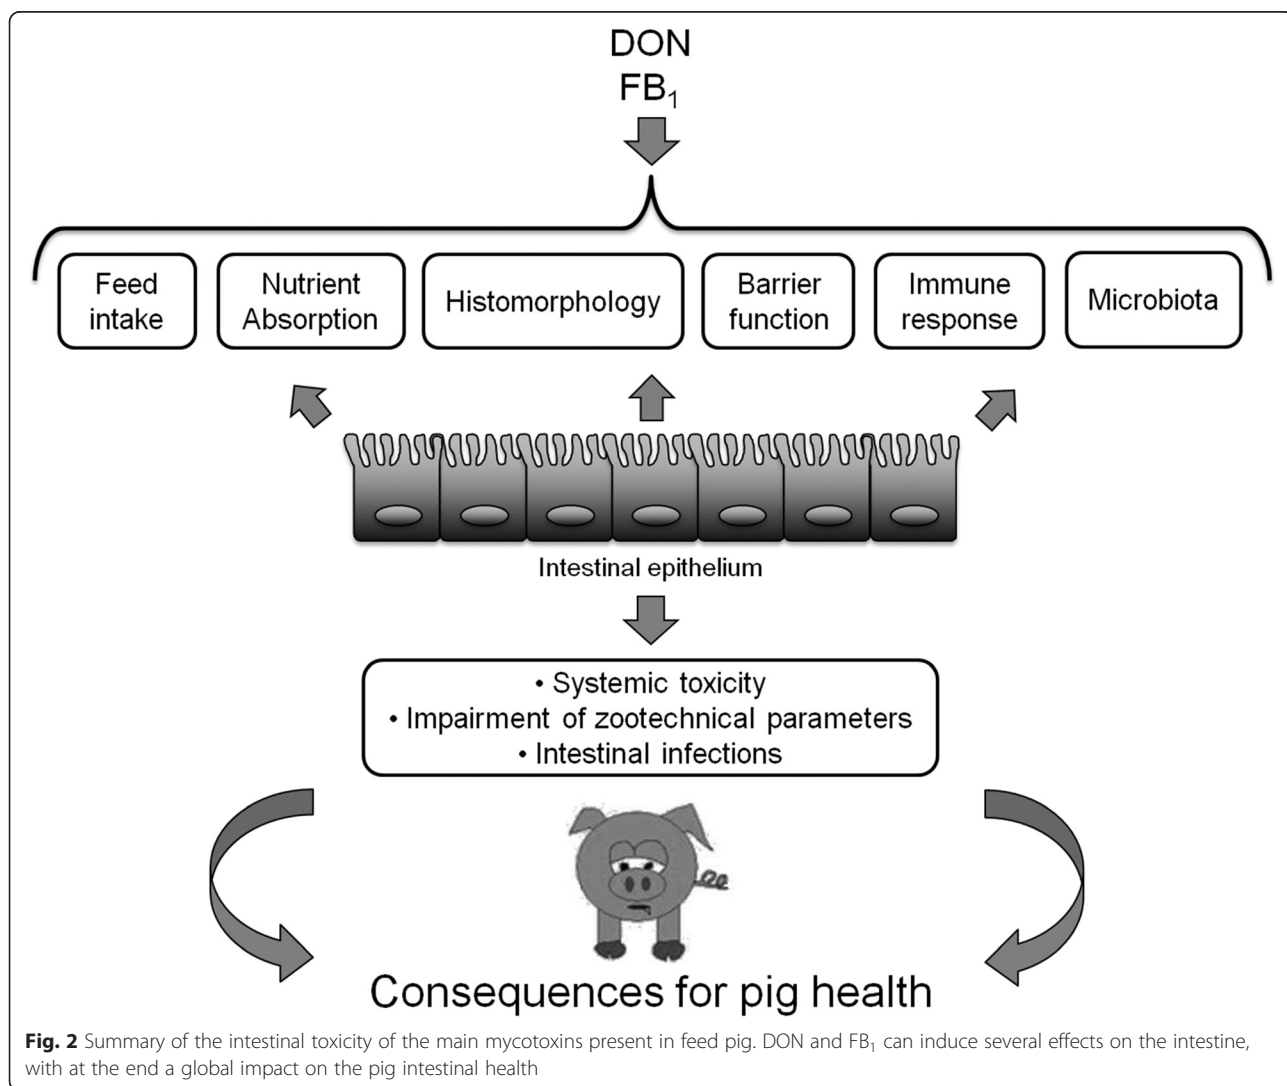 DON
FB₁
Feed
intake
Nutrient
Absorption
Histomorphology
Barrier
function
Immune
response
Microbiota
Intestinal epithelium
• Systemic toxicity
• Impairment of zootechnical parameters
• Intestinal infections
Consequences for pig health
Fig. 2 Summary of the intestinal toxicity of the main mycotoxins present in feed pig. DON and FB₁ can induce several effects on the intestine,
with at the end a global impact on the pig intestinal health